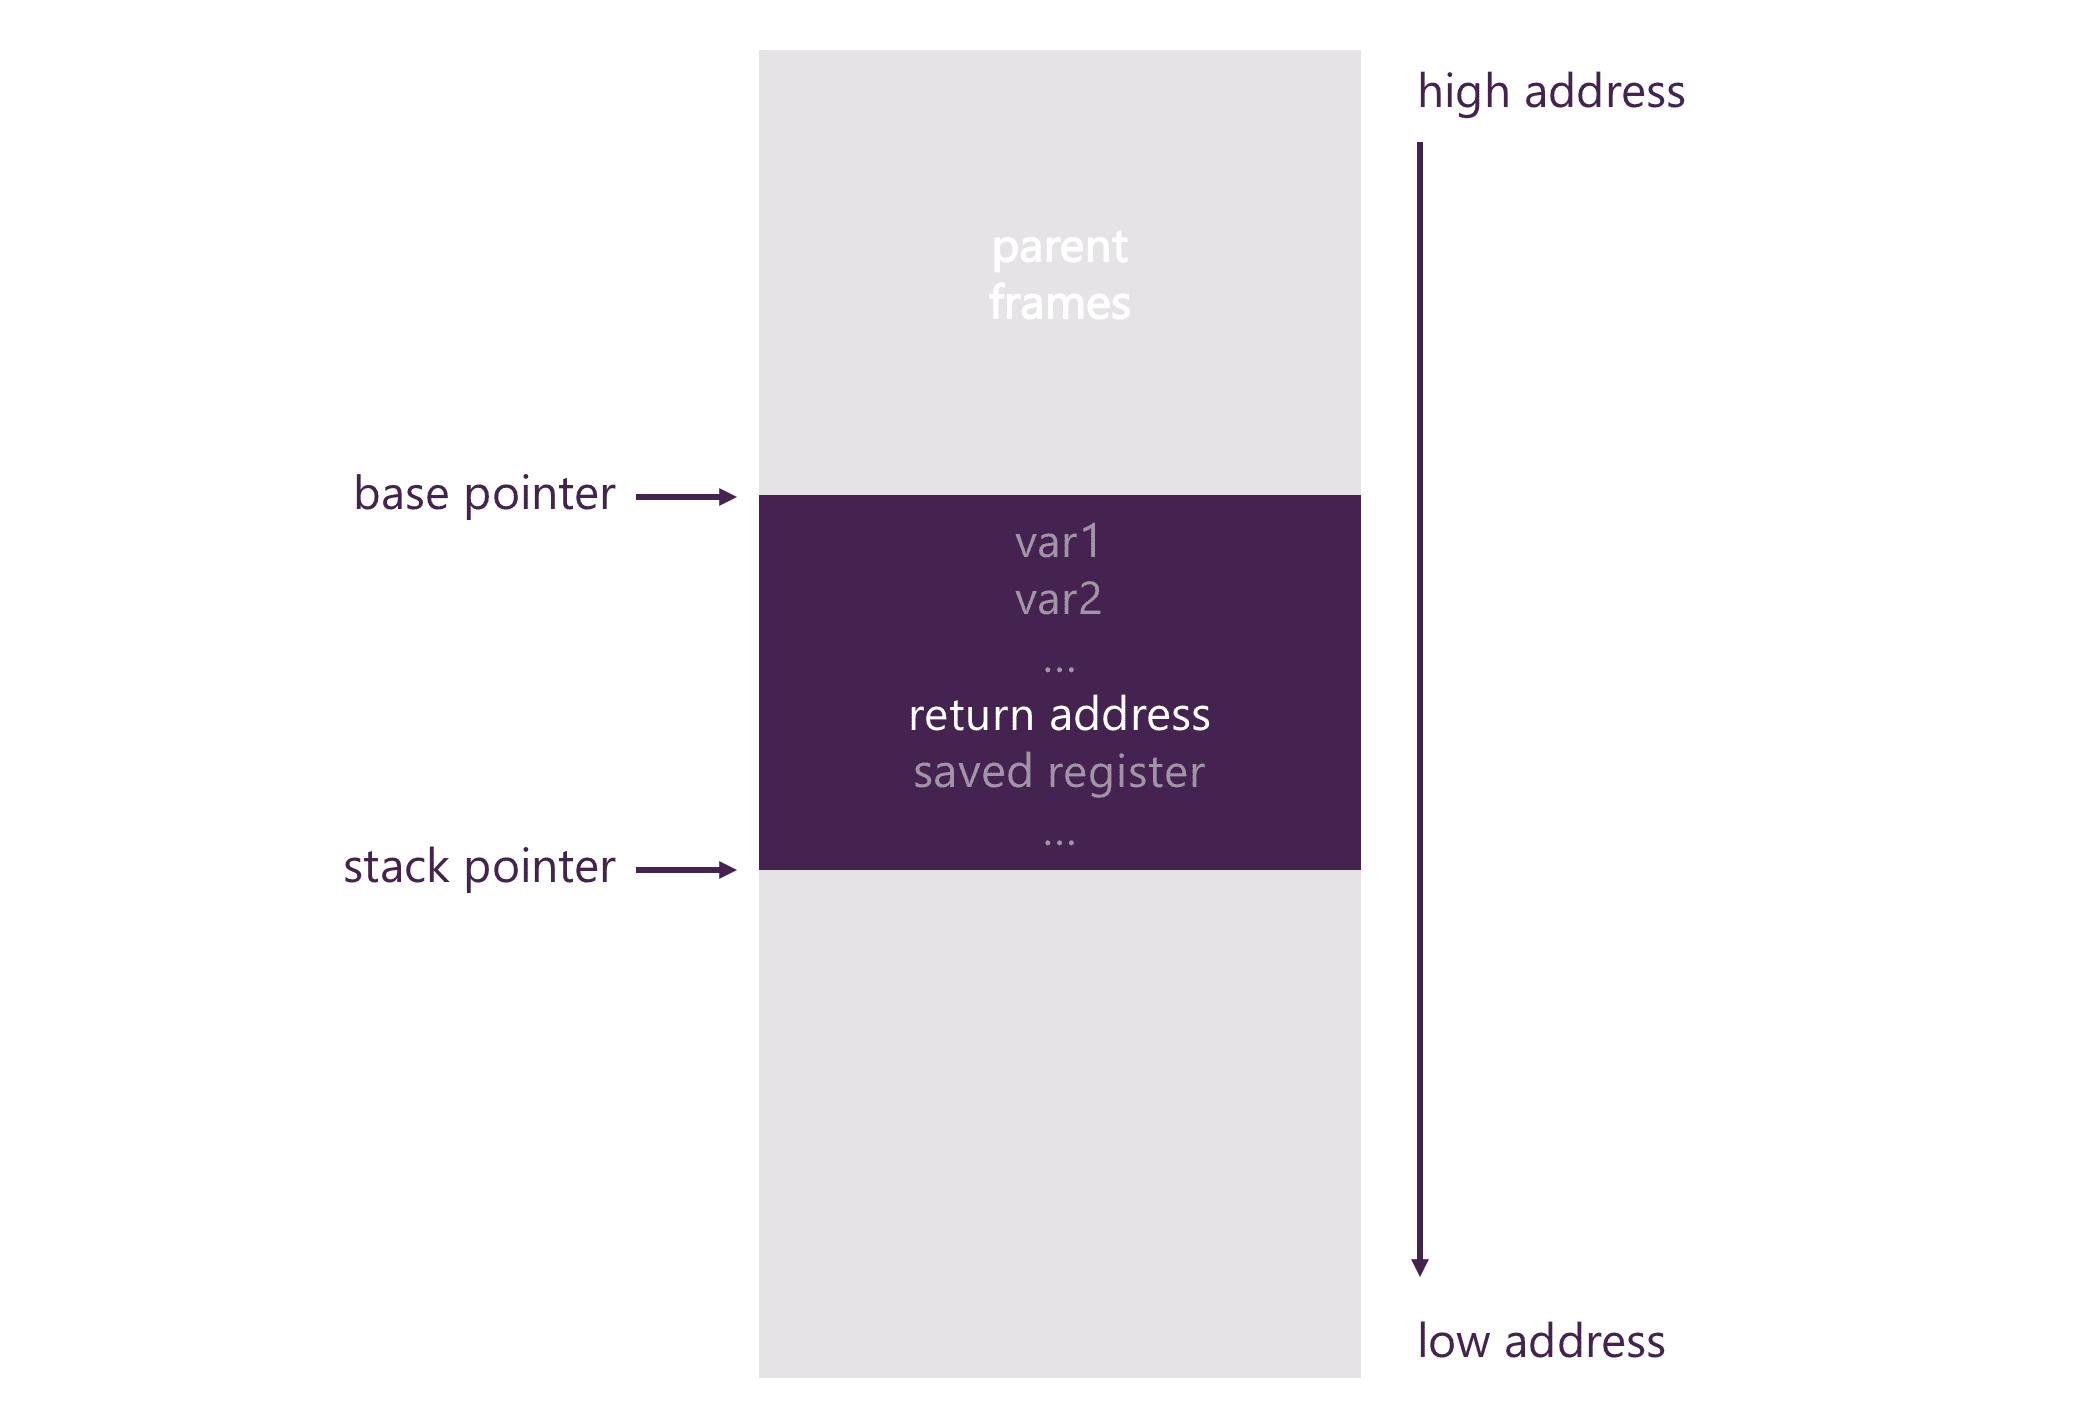 high address
parent
frames
base pointer
var1
var2
...
return address
saved register
...
stack pointer
low address